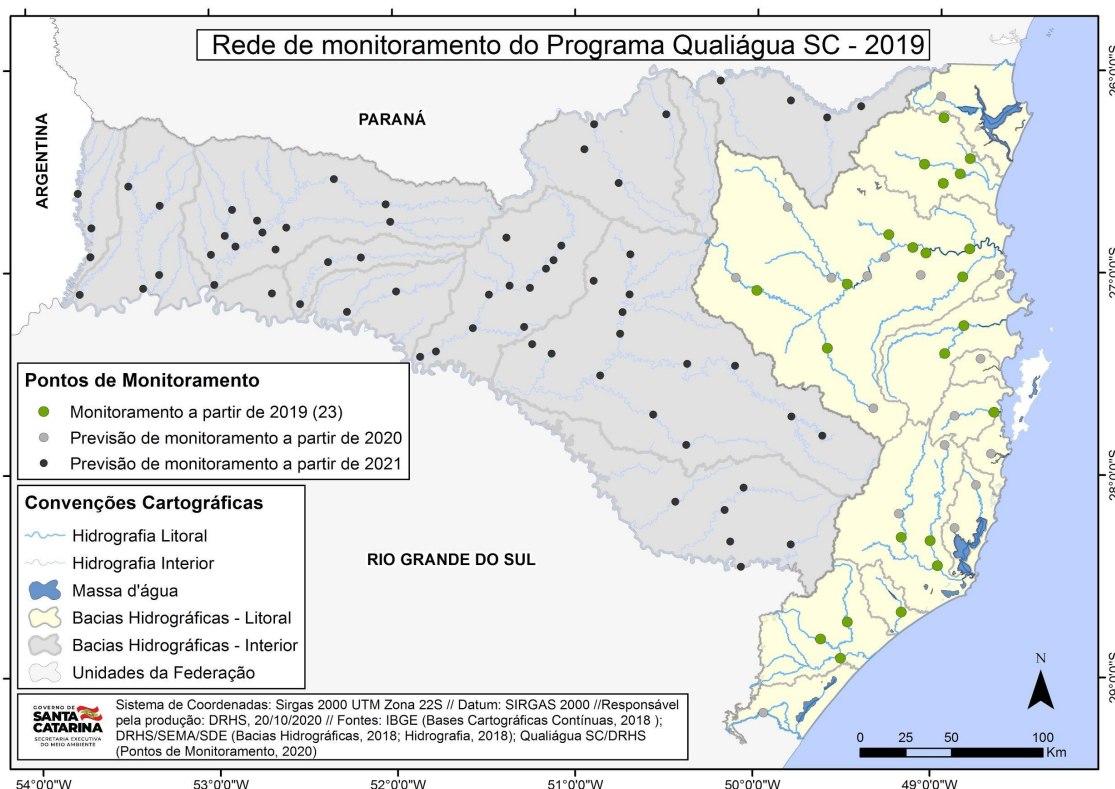 Rede de monitoramento do Programa Qualiágua SC - 2019
PARANÁ
ARGENTINA
RIO GRANDE DO SUL
Pontos de Monitoramento
Monitoramento a partir de 2019 (23)
Previsão de monitoramento a partir de 2020
Previsão de monitoramento a partir de 2021
Convenções Cartográficas
Hidrografia Litoral
Hidrografia Interior
Massa d'água
Bacias Hidrográficas - Litoral
Bacias Hidrográficas - Interior
Unidades da Federação
GOVERNO DE
SANTA
CATARINA
SECRETARIA EXECUTIVA
DO MEIO AMBIENTE
Sistema de Coordenadas: Sirgas 2000 UTM Zona 22S // Datum: SIRGAS 2000 //Responsável
pela produção: DRHS, 20/10/2020 // Fontes: IBGE (Bases Cartográficas Contínuas, 2018 );
DRHS/SEMA/SDE (Bacias Hidrográficas, 2018; Hidrografia, 2018); Qualiágua SC/DRHS
(Pontos de Monitoramento, 2020)
N
0 25 50 100
Km
26°0'0"S
27°0'0"S
28°0'0"S
29°0'0"S
54°0'0"W 53°0'0"W 52°0'0"W 51°0'0"W 50°0'0"W 49°0'0"W